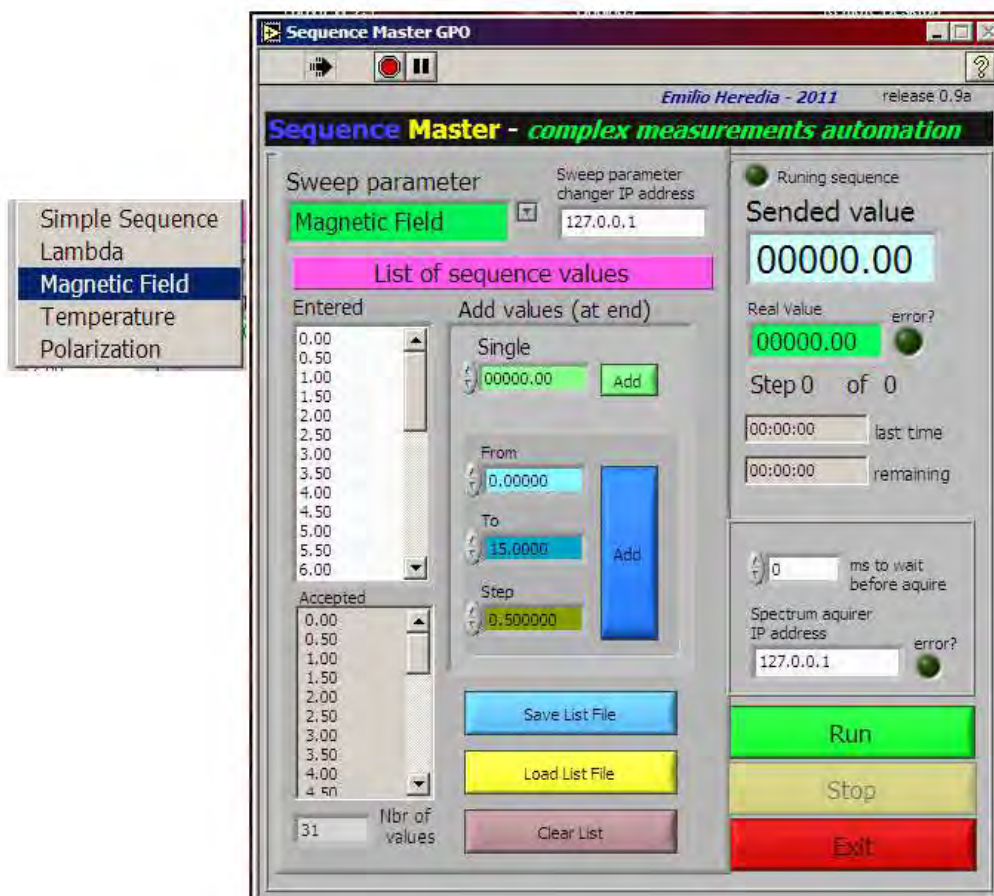 Sequence Master GPO
Emilio Heredia - 2011 release 0.9a
Sequence Master - complex measurements automation
Simple Sequence
Lambda
Magnetic Field
Temperature
Polarization
Sweep parameter
Magnetic Field
Sweep parameter
changer IP address
127.0.0.1
List of sequence values
Entered
0.00
0.50
1.00
1.50
2.00
2.50
3.00
3.50
4.00
4.50
5.00
5.50
6.00
Accepted
0.00
0.50
1.00
1.50
2.00
2.50
3.00
3.50
4.00
4.50
31
Nbr of
values
Add values (at end)
Single
00000.00
Add
From
0.00000
To
15.0000
Step
0.500000
Add
Save List File
Load List File
Clear List
Runing sequence
Sended value
00000.00
Real Value
00000.00
error?
Step 0 of 0
00:00:00 last time
00:00:00 remaining
0
ms to wait
before aquire
Spectrum aquirer
IP address
127.0.0.1
error?
Run
Stop
Exit